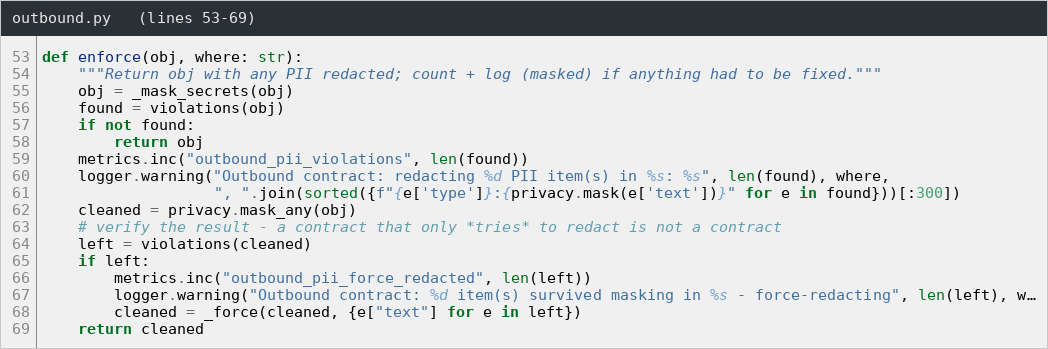 outbound.py (lines 53-69)
53 def enforce(obj, where: str):
54     """Return obj with any PII redacted; count + log (masked) if anything had to be fixed."""
55     obj = _mask_secrets(obj)
56     found = violations(obj)
57     if not found:
58         return obj
59     metrics.inc("outbound_pii_violations", len(found))
60     logger.warning("Outbound contract: redacting %d PII item(s) in %s: %s", len(found), where,
61                    ", ".join(sorted({f"{e['type']}:{privacy.mask(e['text'])}" for e in found}))[:300])
62     cleaned = privacy.mask_any(obj)
63     # verify the result - a contract that only *tries* to redact is not a contract
64     left = violations(cleaned)
65     if left:
66         metrics.inc("outbound_pii_force_redacted", len(left))
67         logger.warning("Outbound contract: %d item(s) survived masking in %s - force-redacting", len(left), w…
68         cleaned = _force(cleaned, {e["text"] for e in left})
69     return cleaned